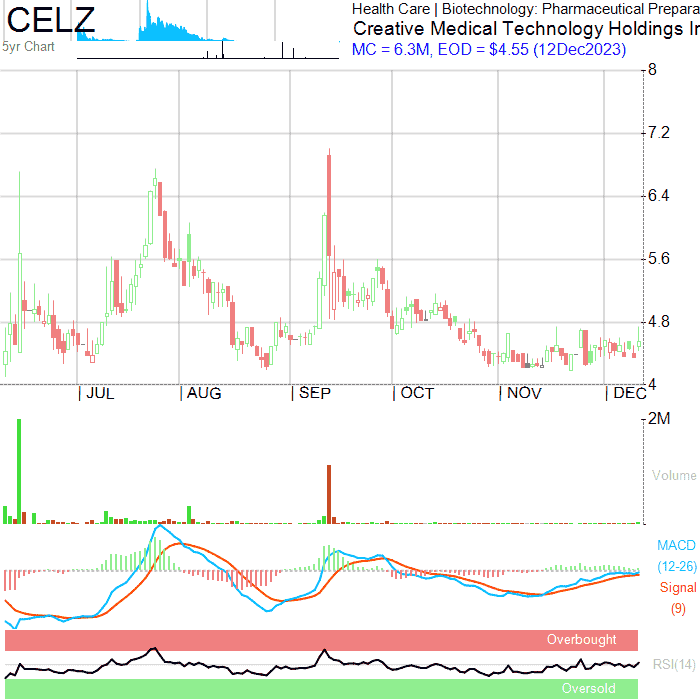 CELZ
5yr Chart
Health Care | Biotechnology: Pharmaceutical Prepara
Creative Medical Technology Holdings In
MC = 6.3M, EOD = $4.55 (12Dec2023)
8
7.2
6.4
5.6
4.8
4
JUL
AUG
SEP
OCT
NOV
DEC
2M
Volume
MACD
(12-26)
Signal
(9)
Overbought
RSI(14)
Oversold